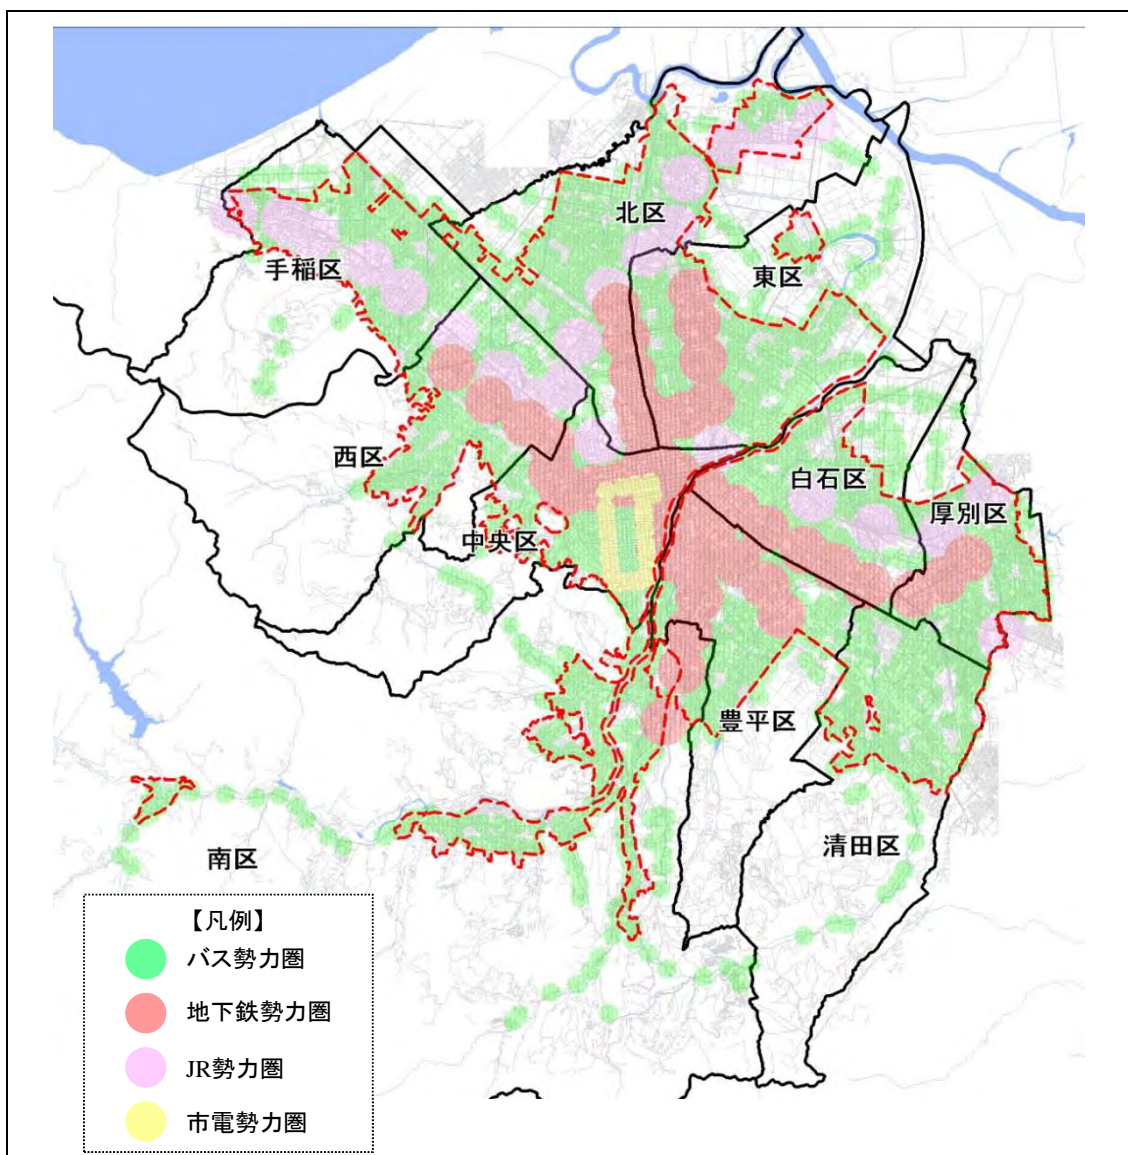 北区
手稲区
東区
西区
白石区
厚別区
中央区
豊平区
清田区
南区
【凡例】
バス勢力圏
地下鉄勢力圏
JR勢力圏
市電勢力圏